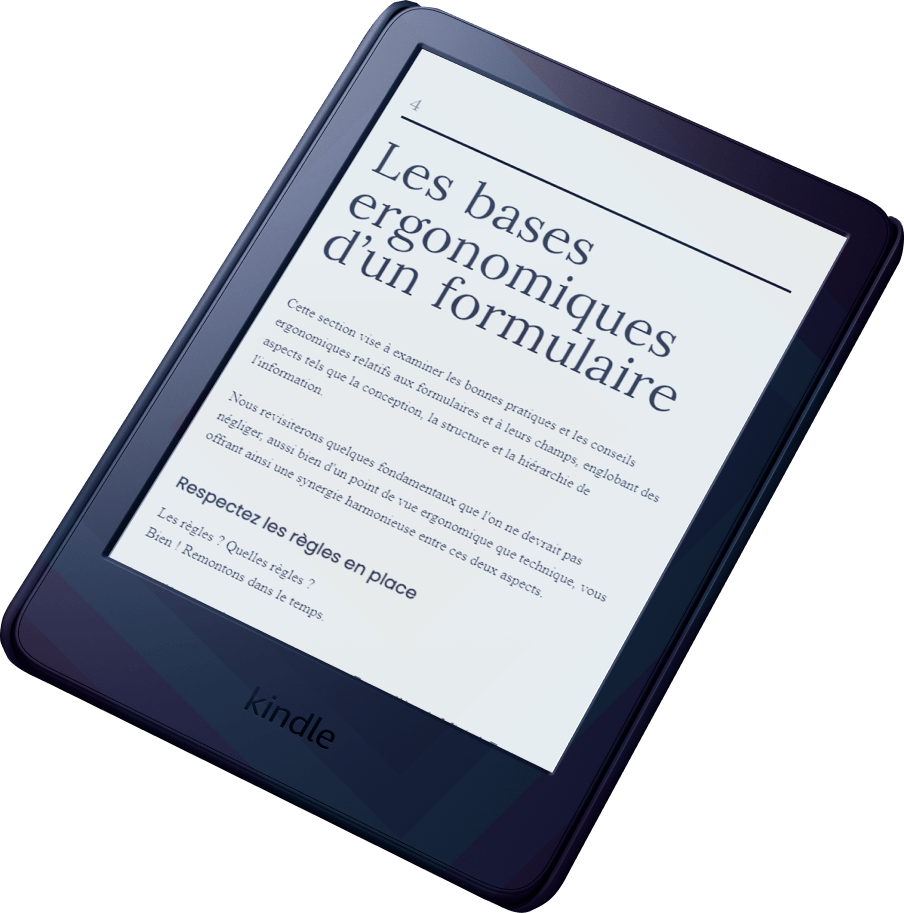 4
Les bases
ergonomiques
d'un formulaire
Cette section vise à examiner les bonnes pratiques et les conseils
ergonomiques relatifs aux formulaires et à leurs champs, englobant des
aspects tels que la conception, la structure et la hiérarchie de
l'information.
Nous revisiterons quelques fondamentaux que l'on ne devrait pas
négliger, aussi bien d'un point de vue ergonomique que technique, vous
offrant ainsi une synergie harmonieuse entre ces deux aspects.
Respectez les règles en place
Les règles ? Quelles règles ?
Bien ! Remontons dans le temps.
kindle